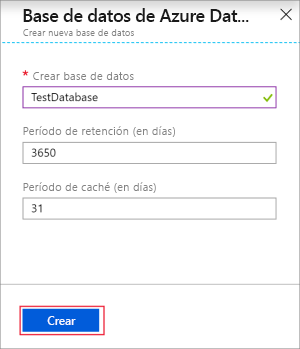 Base de datos de Azure Dat...
Crear nueva base de datos
* Crear base de datos
TestDatabase
Período de retención (en días)
3650
Período de caché (en días)
31
Crear